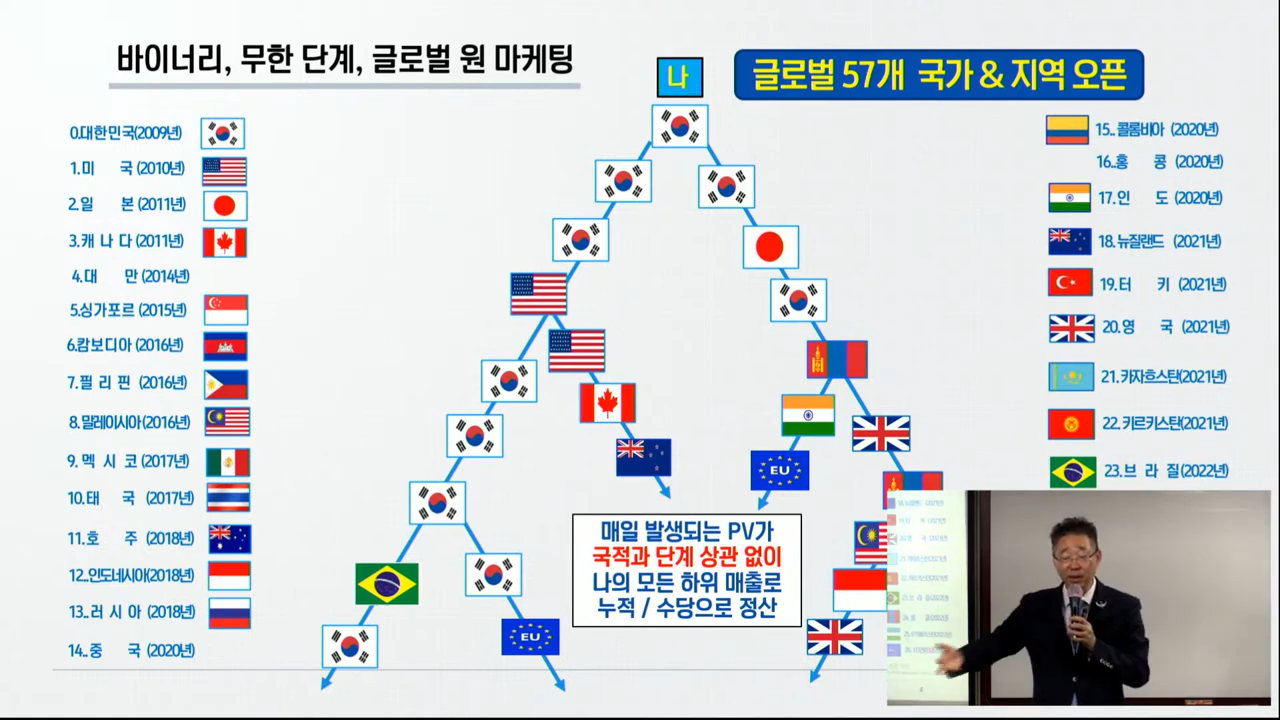 바이너리, 무한 단계, 글로벌 원 마케팅
나
글로벌 57개 국가 & 지역 오픈
0.대한민국(2009년)
1.미 국 (2010년)
2.일 본 (2011년)
3.캐 나 다 (2011년)
4.대 만 (2014년)
5.싱가포르 (2015년)
6.캄보디아 (2016년)
7.필 리 핀 (2016년)
8.말레이시아(2016년)
9. 멕 시 코 (2017년)
10.태 국 (2017년)
11.호 주 (2018년)
12..인도네시아(2018년)
13.러 시 아 (2018년)
14..중 국 (2020년)
EU
EU
매일 발생되는 PV가
국적과 단계 상관 없이
나의 모든 하위 매출로
누적 / 수당으로 정산
15.. 콜롬비아 (2020년)
16..홍 콩 (2020년)
17.인 도 (2020년)
18.뉴질랜드 (2021년)
19.터 키 (2021년)
20.영 국 (2021년)
21.카자흐스탄(2021년)
22.키르키스탄(2021년)
23.브 라 질(2022년)